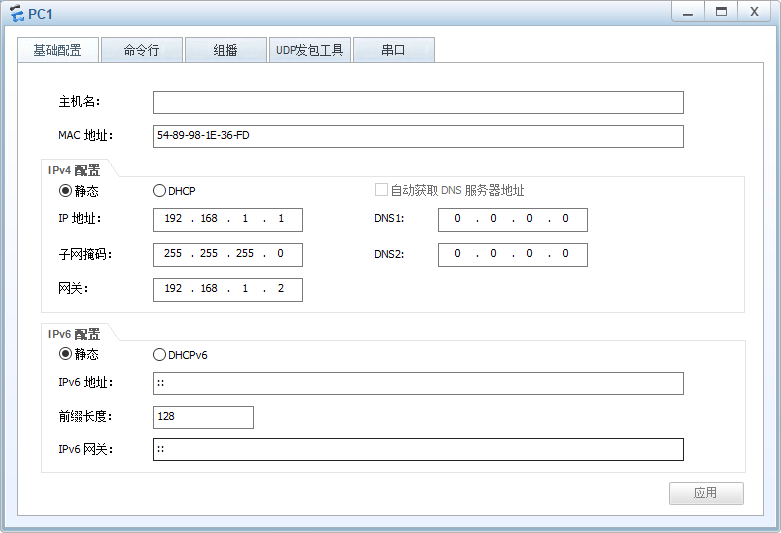 PC1
基础配置 命令行 组播 UDP发包工具 串口
主机名:
MAC 地址: 54-89-98-1E-36-FD
IPv4 配置
静态 DHCP 自动获取 DNS 服务器地址
IP 地址: 192 . 168 . 1 . 1 DNS1: 0 . 0 . 0 . 0
子网掩码: 255 . 255 . 255 . 0 DNS2: 0 . 0 . 0 . 0
网关: 192 . 168 . 1 . 2
IPv6 配置
静态 DHCPv6
IPv6 地址: ::
前缀长度: 128
IPv6 网关: ::
应用